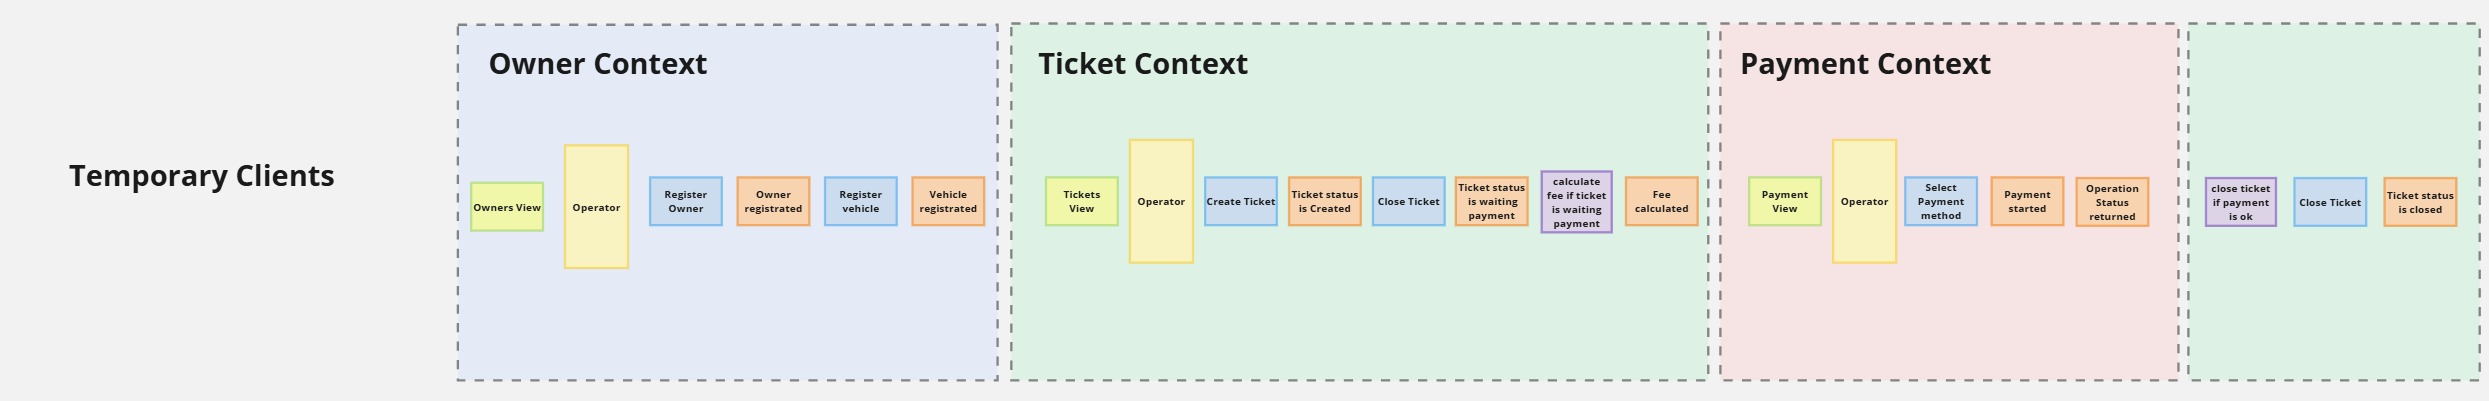 Temporary Clients
Owner Context
Owners View
Operator
Register
Owner
Owner
registrated
Register
vehicle
Vehicle
registrated
Ticket Context
Tickets
View
Operator
Create Ticket
Ticket status
is Created
Close Ticket
Ticket status
is waiting
payment
calculate
fee if ticket
is waiting
payment
Fee
calculated
Payment Context
Payment
View
Operator
Select
Payment
method
Payment
started
Operation
Status
returned
close ticket
if payment
is ok
Close Ticket
Ticket status
is closed